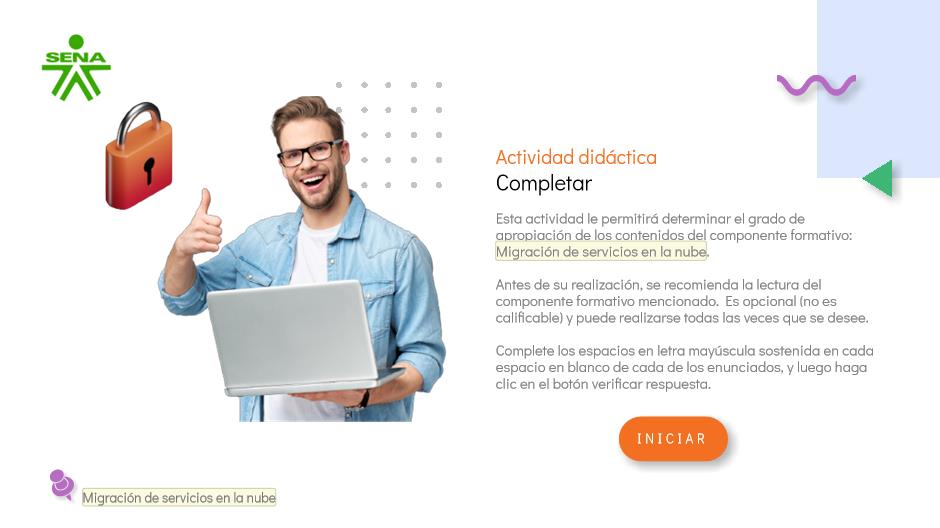 SENA
Actividad didáctica
Completar
Esta actividad le permitirá determinar el grado de
apropiación de los contenidos del componente formativo:
Migración de servicios en la nube.
Antes de su realización, se recomienda la lectura del
componente formativo mencionado. Es opcional (no es
calificable) y puede realizarse todas las veces que se desee.
Complete los espacios en letra mayúscula sostenida en cada
espacio en blanco de cada de los enunciados, y luego haga
clic en el botón verificar respuesta.
INICIAR
Migración de servicios en la nube